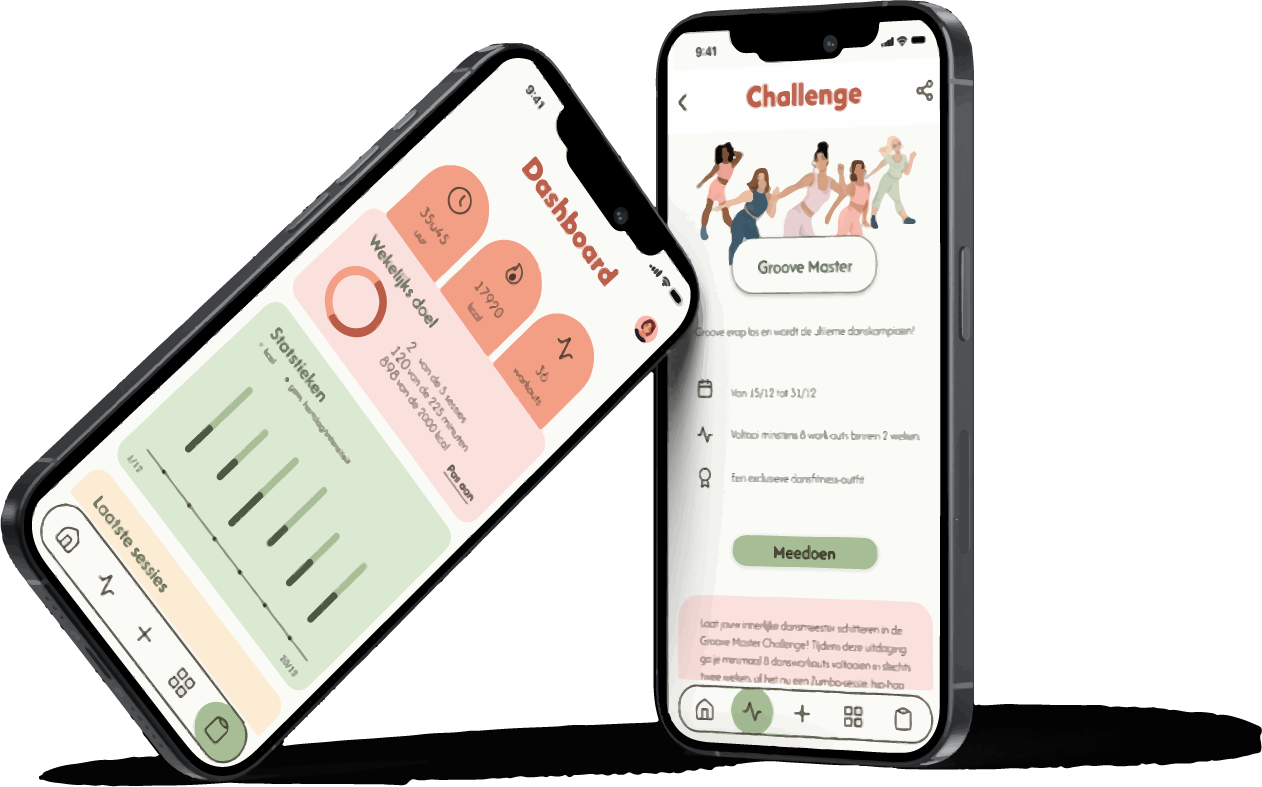 9:41
Dashboard
35u45
uur
17920
kcal
36
workouts
Wekelijks doel
2 van de 3 sessies
120 van de 225 minuten
898 van de 2000 kcal
Pas aan
Statistieken
kcal
gem. hartslag/intensiteit
1/12
Laatste sessies
9:41
Challenge
Groove Master
Groove erop los en wordt de ultieme danskampioen!
Van 15/12 tot 31/12
Voltooi minstens 8 work outs binnen 2 weken
Een exclusieve dansfitness-outfit
Meedoen
Laat jouw innerlijke dansmeester schitteren in de
Groove Master Challenge! Tijdens deze uitdaging
ga je minimaal 8 dansworkouts voltooien in slechts
twee weken, of het nu een Zumba-sessie, hip-hop